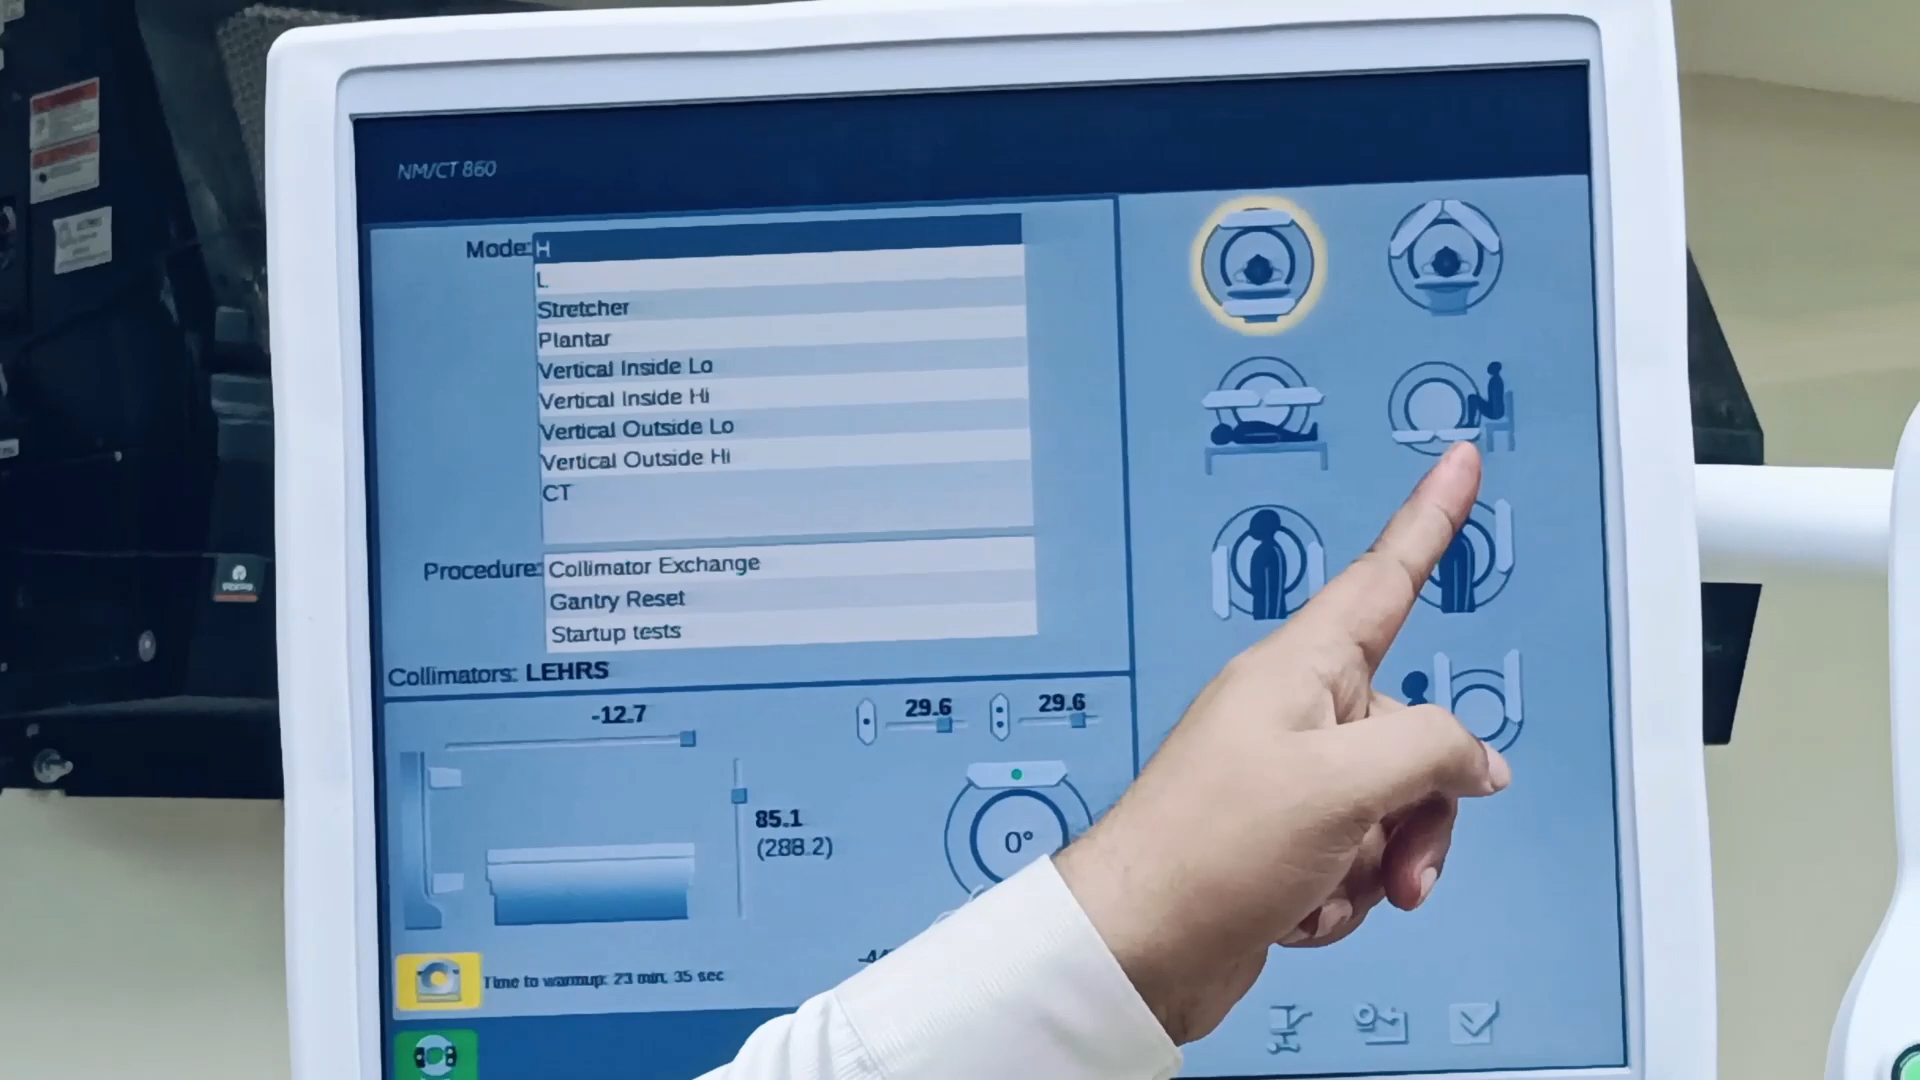 NM/CT 860
Mode: H
L
Stretcher
Plantar
Vertical Inside Lo
Vertical Inside Hi
Vertical Outside Lo
Vertical Outside Hi
CT
Procedure: Collimator Exchange
Gantry Reset
Startup tests
Collimators: LEHRS
-12.7
29.6
29.6
85.1
(288.2)
0°
Time to warmup: 23 min, 35 sec